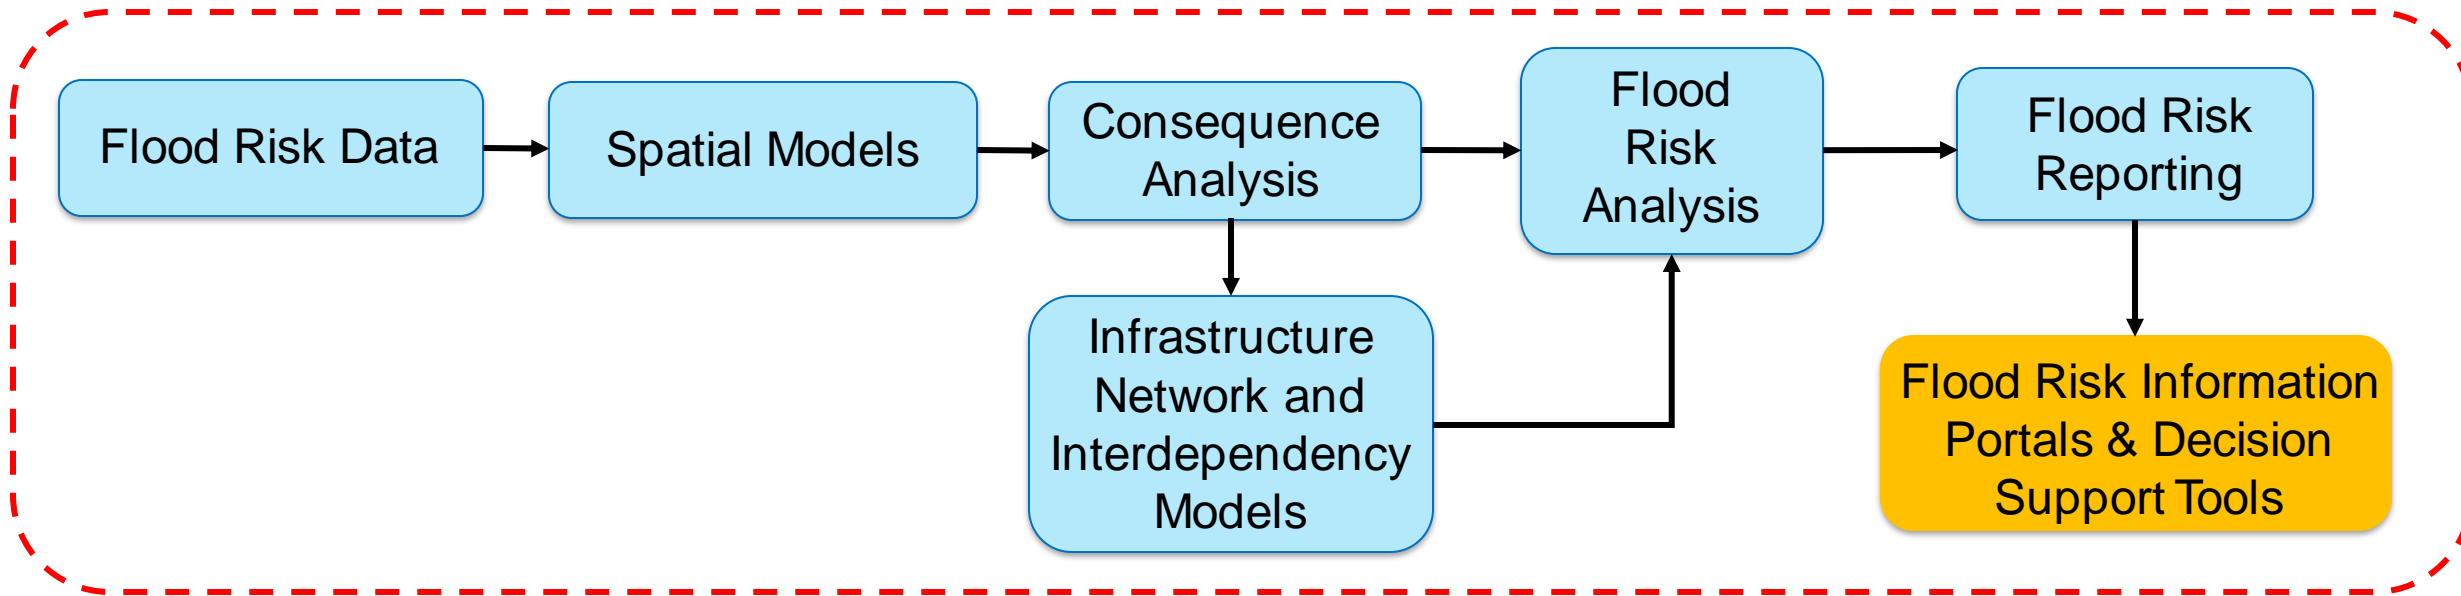 Flood Risk Data
Spatial Models
Consequence
Analysis
Flood
Risk
Analysis
Flood Risk
Reporting
Infrastructure
Network and
Interdependency
Models
Flood Risk Information
Portals & Decision
Support Tools